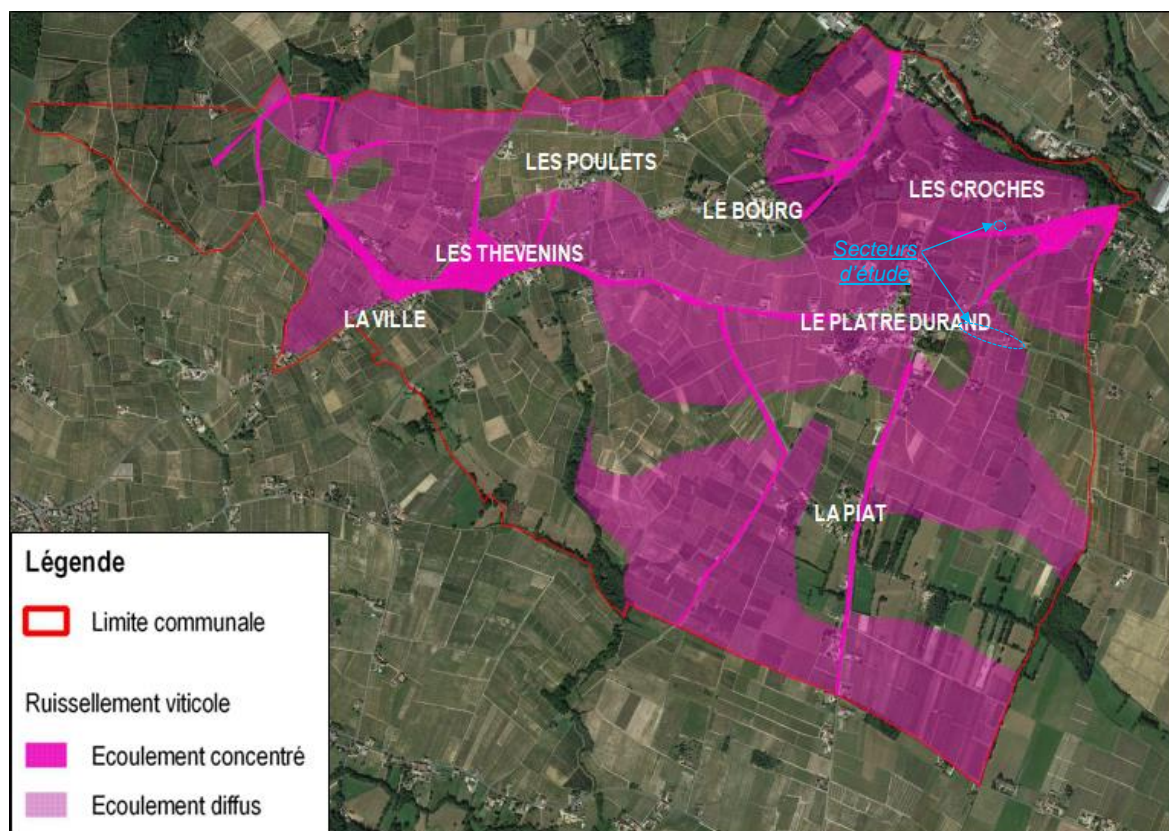 LES POULETS
LES CROCHES
LE BOURG
Secteurs
d'étude
LES THEVENINS
LA VILLE
LE PLATRE DURAND
LA PIAT
Légende
Limite communale
Ruissellement viticole
Ecoulement concentré
Ecoulement diffus